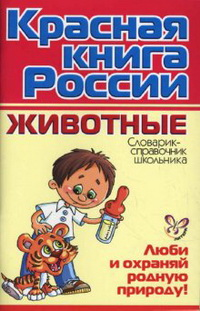 Красная
книга
России
ЖИВОТНЫЕ
Словарик-
справочник
школьника
Люби
и охраняй
родную
природу!